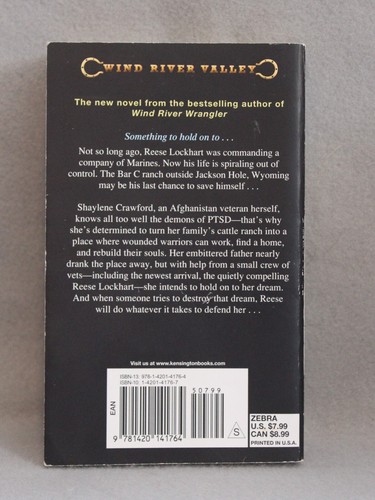 WIND RIVER VALLEY
The new novel from the bestselling author of
Wind River Wrangler
Something to hold on to . . .
Not so long ago, Reese Lockhart was commanding a
company of Marines. Now his life is spiraling out of
control. The Bar C ranch outside Jackson Hole, Wyoming
may be his last chance to save himself . . .
Shaylene Crawford, an Afghanistan veteran herself,
knows all too well the demons of PTSD—that's why
she's determined to turn her family's cattle ranch into
a place where wounded warriors can work, find a home,
and rebuild their souls. Her embittered father nearly
drank the place away, but with help from a small crew of
vets—including the newest arrival, the quietly compelling
Reese Lockhart—she intends to hold on to her dream.
And when someone tries to destroy that dream, Reese
will do whatever it takes to defend her . . .
Visit us at www.kensingtonbooks.com
ISBN-13: 978-1-4201-4176-4
ISBN-10: 1-4201-4176-7
50799
EAN
9 781420 141764
S
ZEBRA
U.S. $7.99
CAN $8.99
PRINTED IN U.S.A.